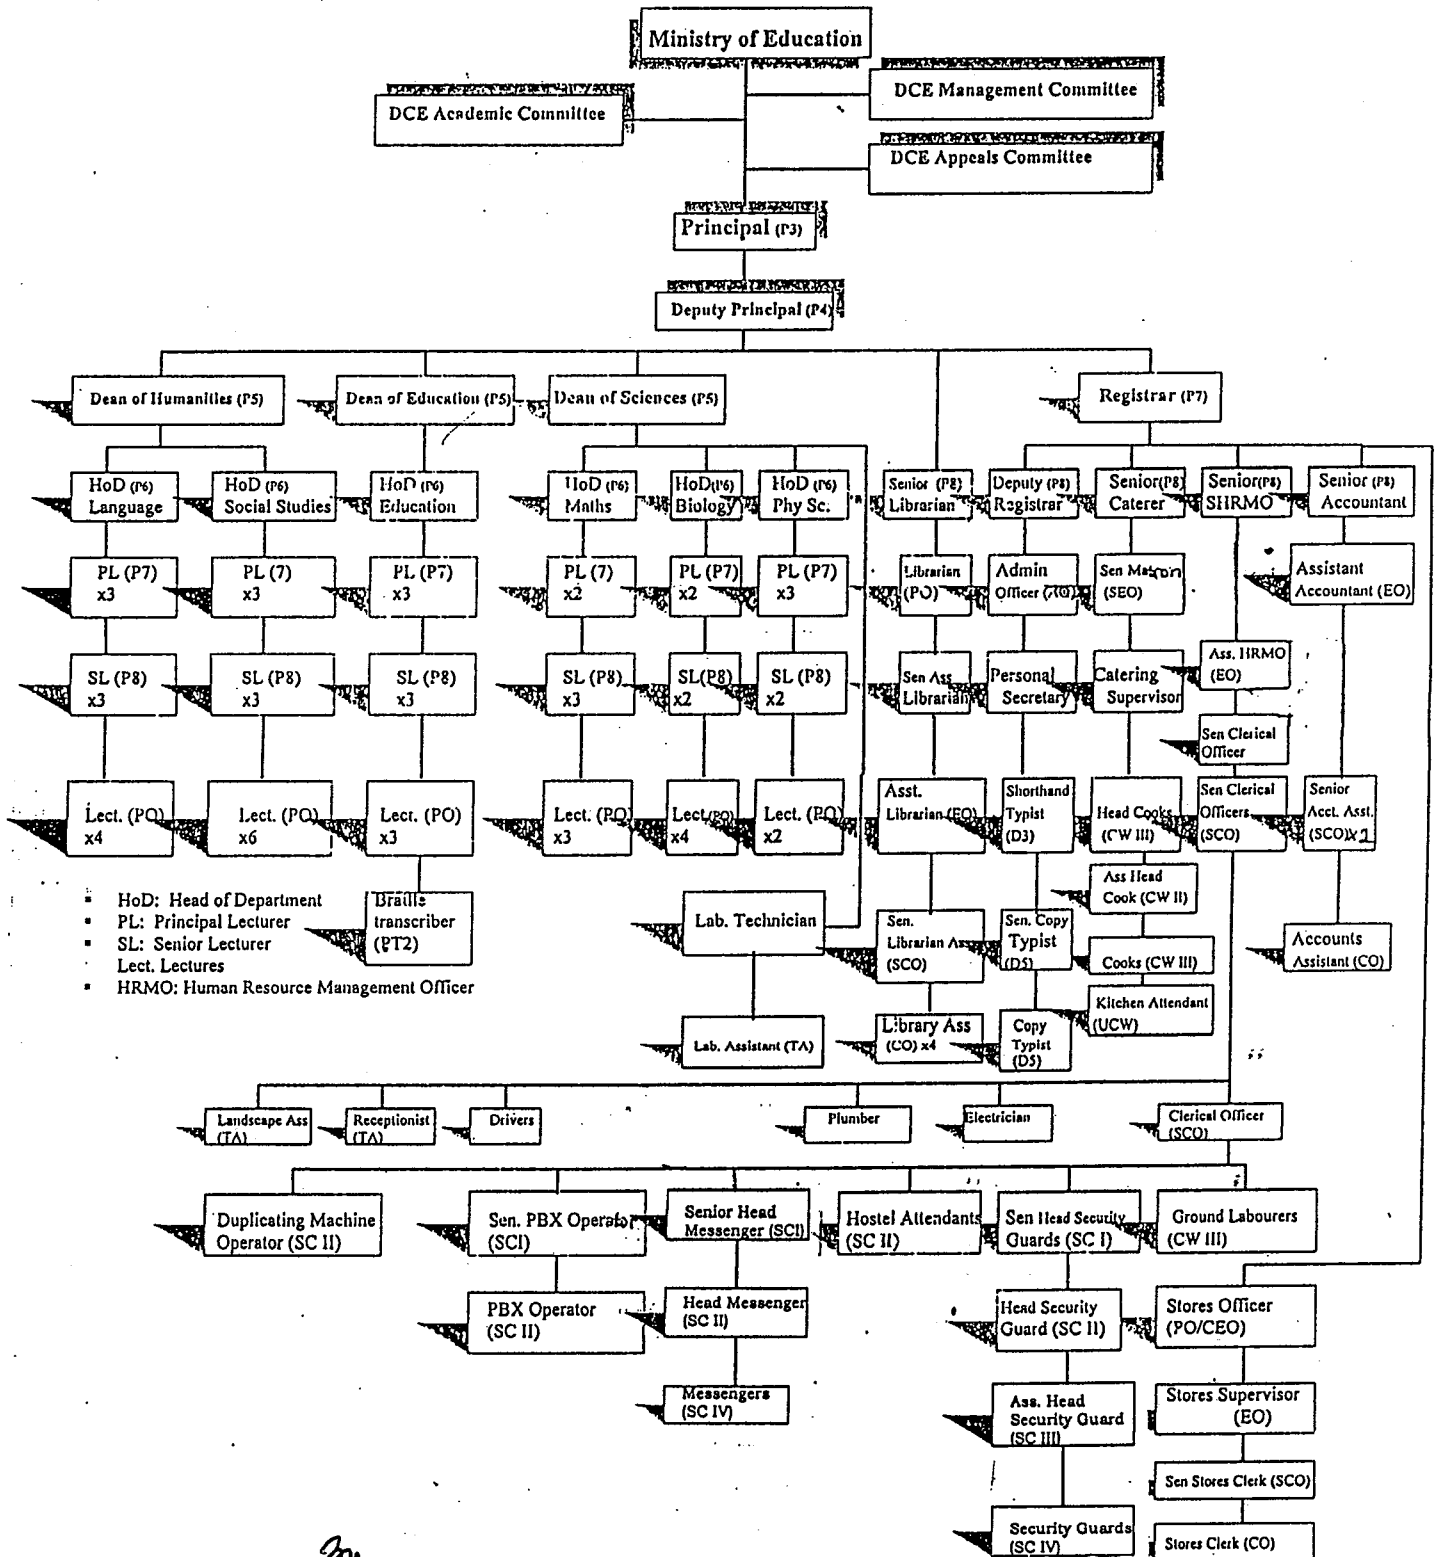 Ministry of Education
DCE Management Committee
DCE Academic Committee
DCE Appeals Committee
Principal (P3)
Deputy Principal (P4)
Dean of Humanities (P5)
Dean of Education (P5)
Dean of Sciences (P5)
Registrar (P7)
HoD (P6)
Language
HoD (P6)
Social Studies
HoD (P6)
Education
HoD (P6)
Maths
HoD (P6)
Biology
HoD (P6)
Phy Sc.
Senior (P8)
Librarian
Deputy (P8)
Registrar
Senior (P8)
Caterer
Senior (P8)
SHRMO
Senior (P8)
Accountant
PL (P7)
x3
PL (7)
x3
PL (P7)
x3
PL (7)
x2
PL (P7)
x2
PL (P7)
x3
Librarian
(PO)
Admin
Officer
Sen Matron
(SEO)
Assistant
Accountant (EO)
SL (P8)
x3
SL (P8)
x3
SL (P8)
x3
SL (P8)
x3
SL (P8)
x2
SL (P8)
x2
Sen Ass
Librarian
Personal
Secretary
Catering
Supervisor
Ass. HRMO
(EO)
Sen Clerical
Officer
Lect. (PO)
x4
Lect. (PO)
x6
Lect. (PO)
x3
Lect. (PO)
x3
Lect. (PO)
x4
Lect. (PO)
x2
Asst.
Librarian (EO)
Shorthand
Typist
(D3)
Head Cooks
(CW III)
Sen Clerical
Officers
(SCO)
Senior
Acct. Asst.
(SCO) x2
Ass Head
Cook (CW II)
▪ HoD: Head of Department
▪ PL: Principal Lecturer
▪ SL: Senior Lecturer
Lect. Lectures
▪ HRMO: Human Resource Management Officer
Braille
transcriber
(PT2)
Lab. Technician
Sen.
Librarian Ass
(SCO)
Sen. Copy
Typist
(D5)
Cooks (CW III)
Accounts
Assistant (CO)
Kitchen Attendant
(UCW)
Lab. Assistant (TA)
Library Ass
(CO) x4
Copy
Typist
(D5)
Landscape Ass
(TA)
Receptionist
(TA)
Drivers
Plumber
Electrician
Clerical Officer
(SCO)
Duplicating Machine
Operator (SC II)
Sen. PBX Operator
(SCI)
Senior Head
Messenger (SCI)
Hostel Attendants
(SC II)
Sen Head Security
Guards (SC I)
Ground Labourers
(CW III)
PBX Operator
(SC II)
Head Messenger
(SC II)
Head Security
Guard (SC II)
Stores Officer
(PO/CEO)
Messengers
(SC IV)
Ass. Head
Security Guard
(SC III)
Stores Supervisor
(EO)
Sen Stores Clerk (SCO)
Security Guards
(SC IV)
Stores Clerk (CO)